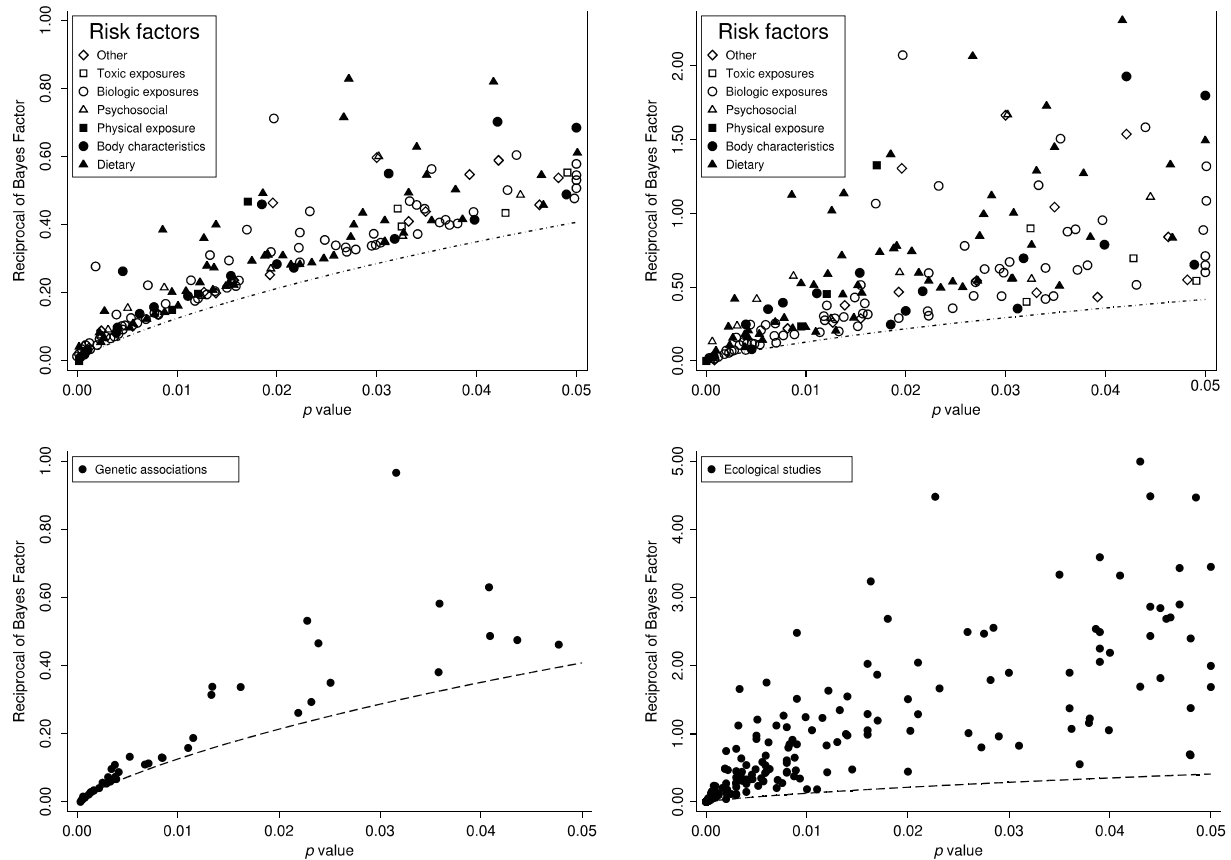 Reciprocal of Bayes Factor
1.00
0.80
0.60
0.40
0.20
0.00
Risk factors
Other
Toxic exposures
Biologic exposures
Psychosocial
Physical exposure
Body characteristics
Dietary
0.00 0.01 0.02 0.03 0.04 0.05
p value
Reciprocal of Bayes Factor
2.00
1.50
1.00
0.50
0.00
Risk factors
Other
Toxic exposures
Biologic exposures
Psychosocial
Physical exposure
Body characteristics
Dietary
0.00 0.01 0.02 0.03 0.04 0.05
p value
Reciprocal of Bayes Factor
1.00
0.80
0.60
0.40
0.20
0.00
Genetic associations
0.00 0.01 0.02 0.03 0.04 0.05
p value
Reciprocal of Bayes Factor
5.00
4.00
3.00
2.00
1.00
0.00
Ecological studies
0.00 0.01 0.02 0.03 0.04 0.05
p value